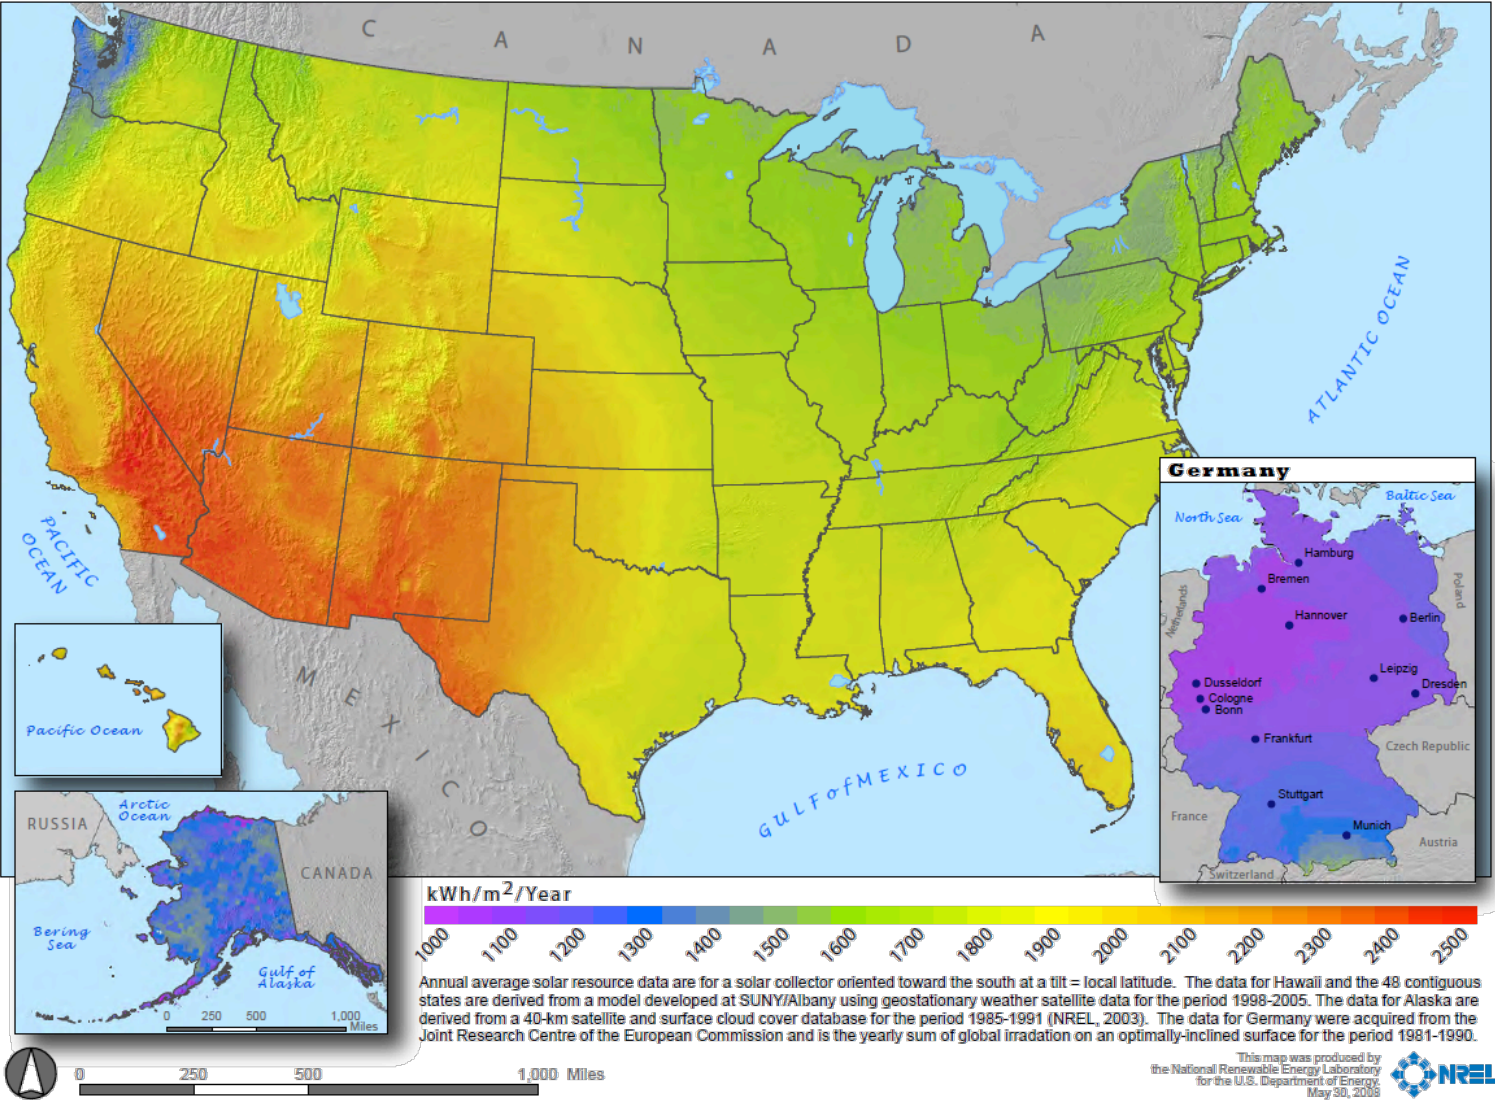 C A N A D A
ATLANTIC OCEAN
PACIFIC
OCEAN
MEXICO
GULF of MEXICO
Pacific Ocean
RUSSIA
Arctic
Ocean
CANADA
Bering
Sea
Gulf of
Alaska
0 250 500 1,000
Miles
Germany
North Sea
Baltic Sea
Hamburg
Bremen
Netherlands
Poland
Hannover
Berlin
Leipzig
Dusseldorf
Dresden
Cologne
Bonn
Frankfurt
Czech Republic
Stuttgart
France
Munich
Austria
Switzerland
kWh/m²/Year
1000 1100 1200 1300 1400 1500 1600 1700 1800 1900 2000 2100 2200 2300 2400 2500
Annual average solar resource data are for a solar collector oriented toward the south at a tilt = local latitude. The data for Hawaii and the 48 contiguous
states are derived from a model developed at SUNY/Albany using geostationary weather satellite data for the period 1998-2005. The data for Alaska are
derived from a 40-km satellite and surface cloud cover database for the period 1985-1991 (NREL, 2003). The data for Germany were acquired from the
Joint Research Centre of the European Commission and is the yearly sum of global irradation on an optimally-inclined surface for the period 1981-1990.
0 250 500 1,000 Miles
This map was produced by
the National Renewable Energy Laboratory
for the U.S. Department of Energy.
May 30, 2008
NREL